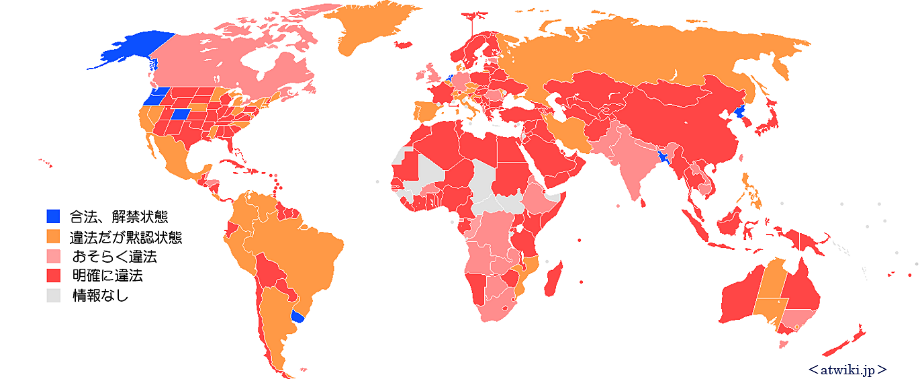 合法、解禁状態
違法だが黙認状態
おそらく違法
明確に違法
情報なし
＜atwiki.jp＞